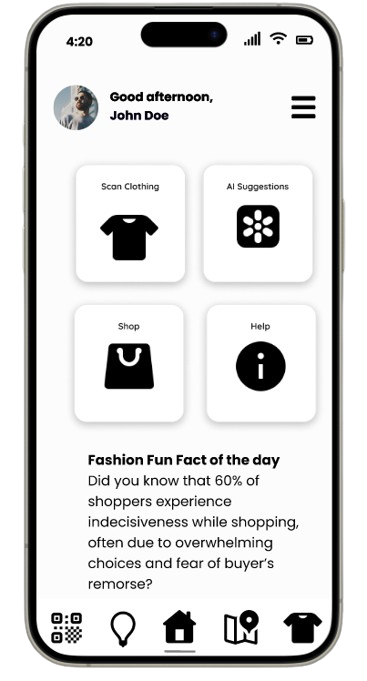 4:20
Good afternoon,
John Doe
Scan Clothing
AI Suggestions
Shop
Help
Fashion Fun Fact of the day
Did you know that 60% of
shoppers experience
indecisiveness while shopping,
often due to overwhelming
choices and fear of buyer's
remorse?